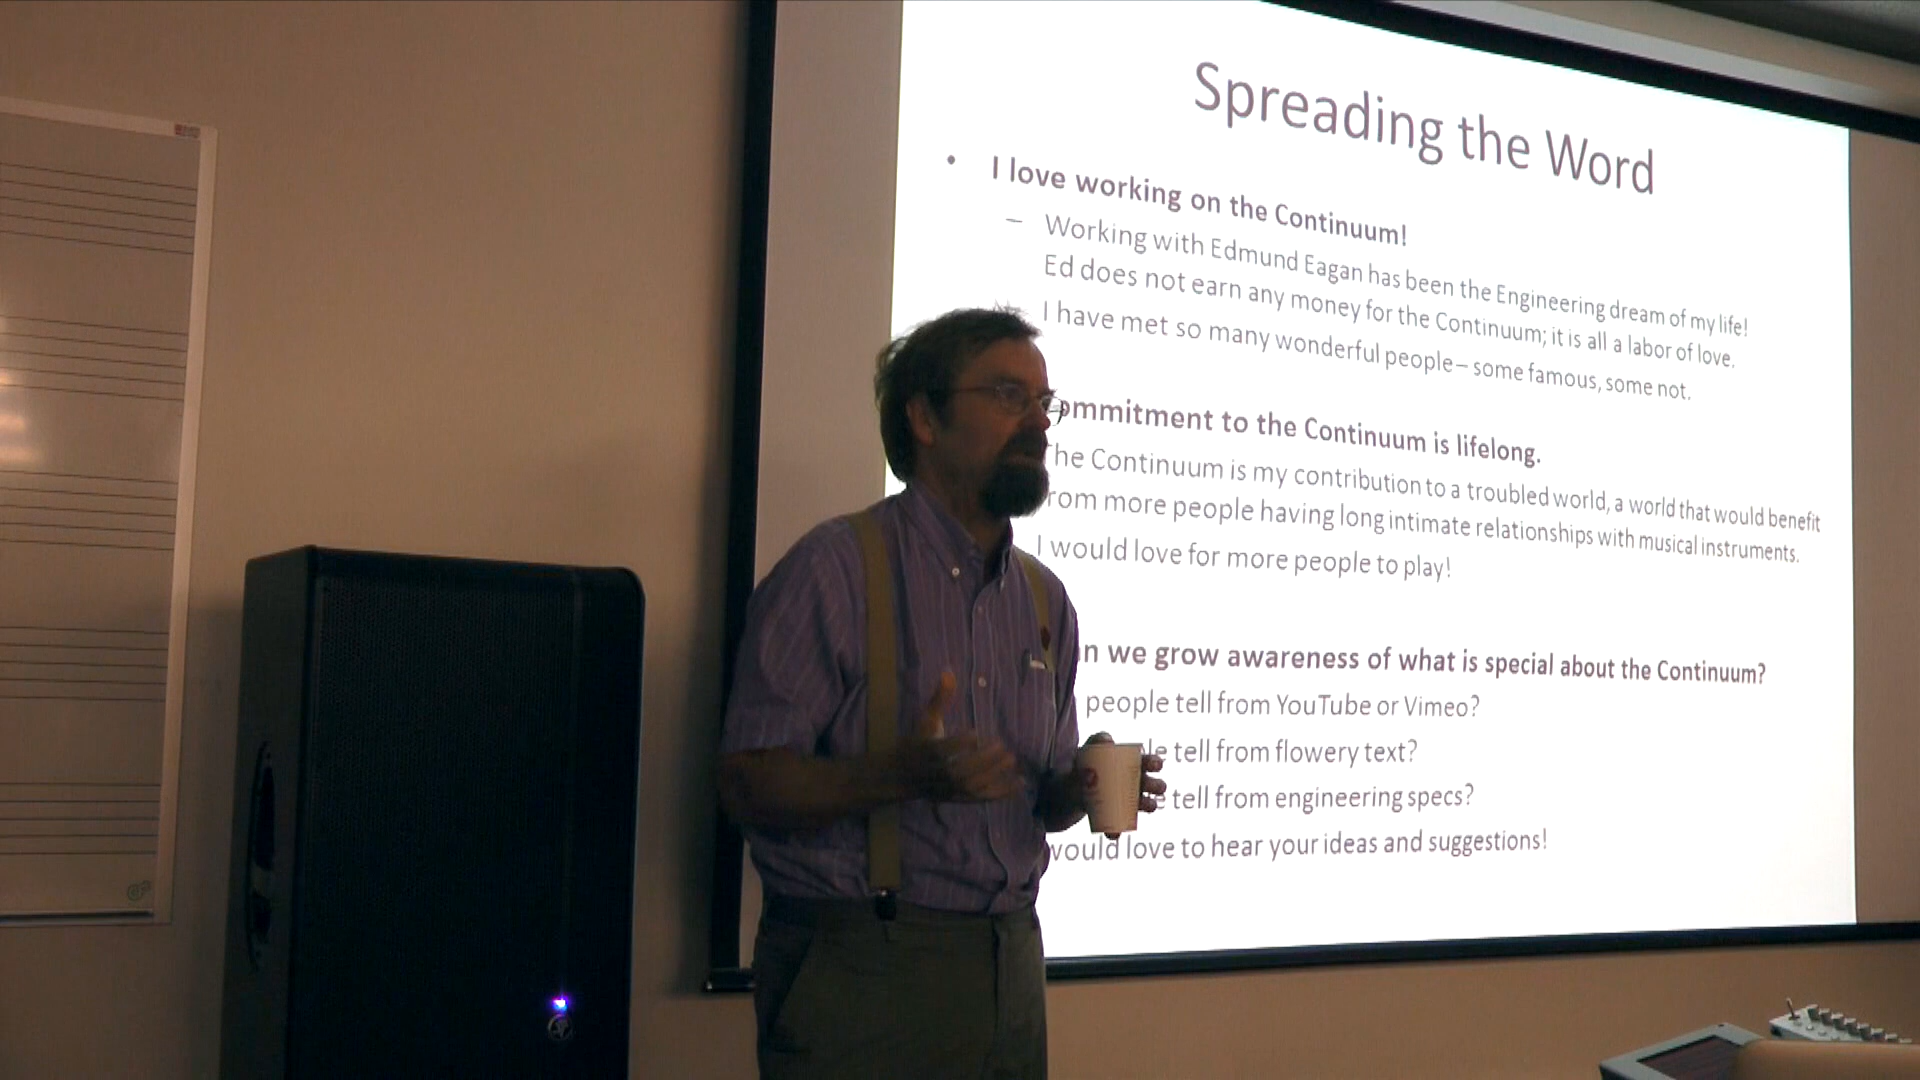 Spreading the Word
• I love working on the Continuum!
– Working with Edmund Eagan has been the Engineering dream of my life!
Ed does not earn any money for the Continuum; it is all a labor of love.
I have met so many wonderful people – some famous, some not.
ommitment to the Continuum is lifelong.
The Continuum is my contribution to a troubled world, a world that would benefit
rom more people having long intimate relationships with musical instruments.
I would love for more people to play!
n we grow awareness of what is special about the Continuum?
people tell from YouTube or Vimeo?
le tell from flowery text?
e tell from engineering specs?
would love to hear your ideas and suggestions!